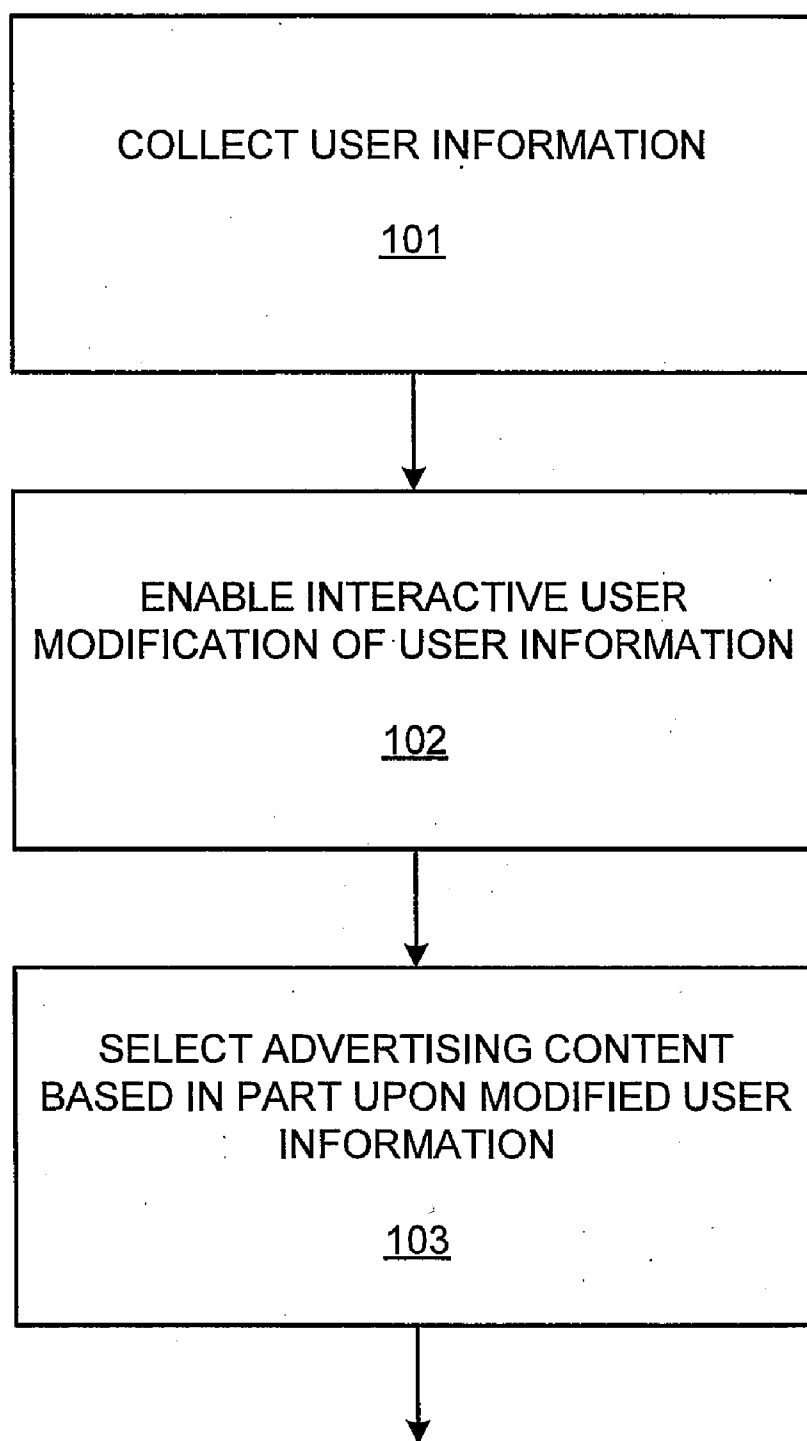 COLLECT USER INFORMATION
101
ENABLE INTERACTIVE USER
MODIFICATION OF USER INFORMATION
102
SELECT ADVERTISING CONTENT
BASED IN PART UPON MODIFIED USER
INFORMATION
103